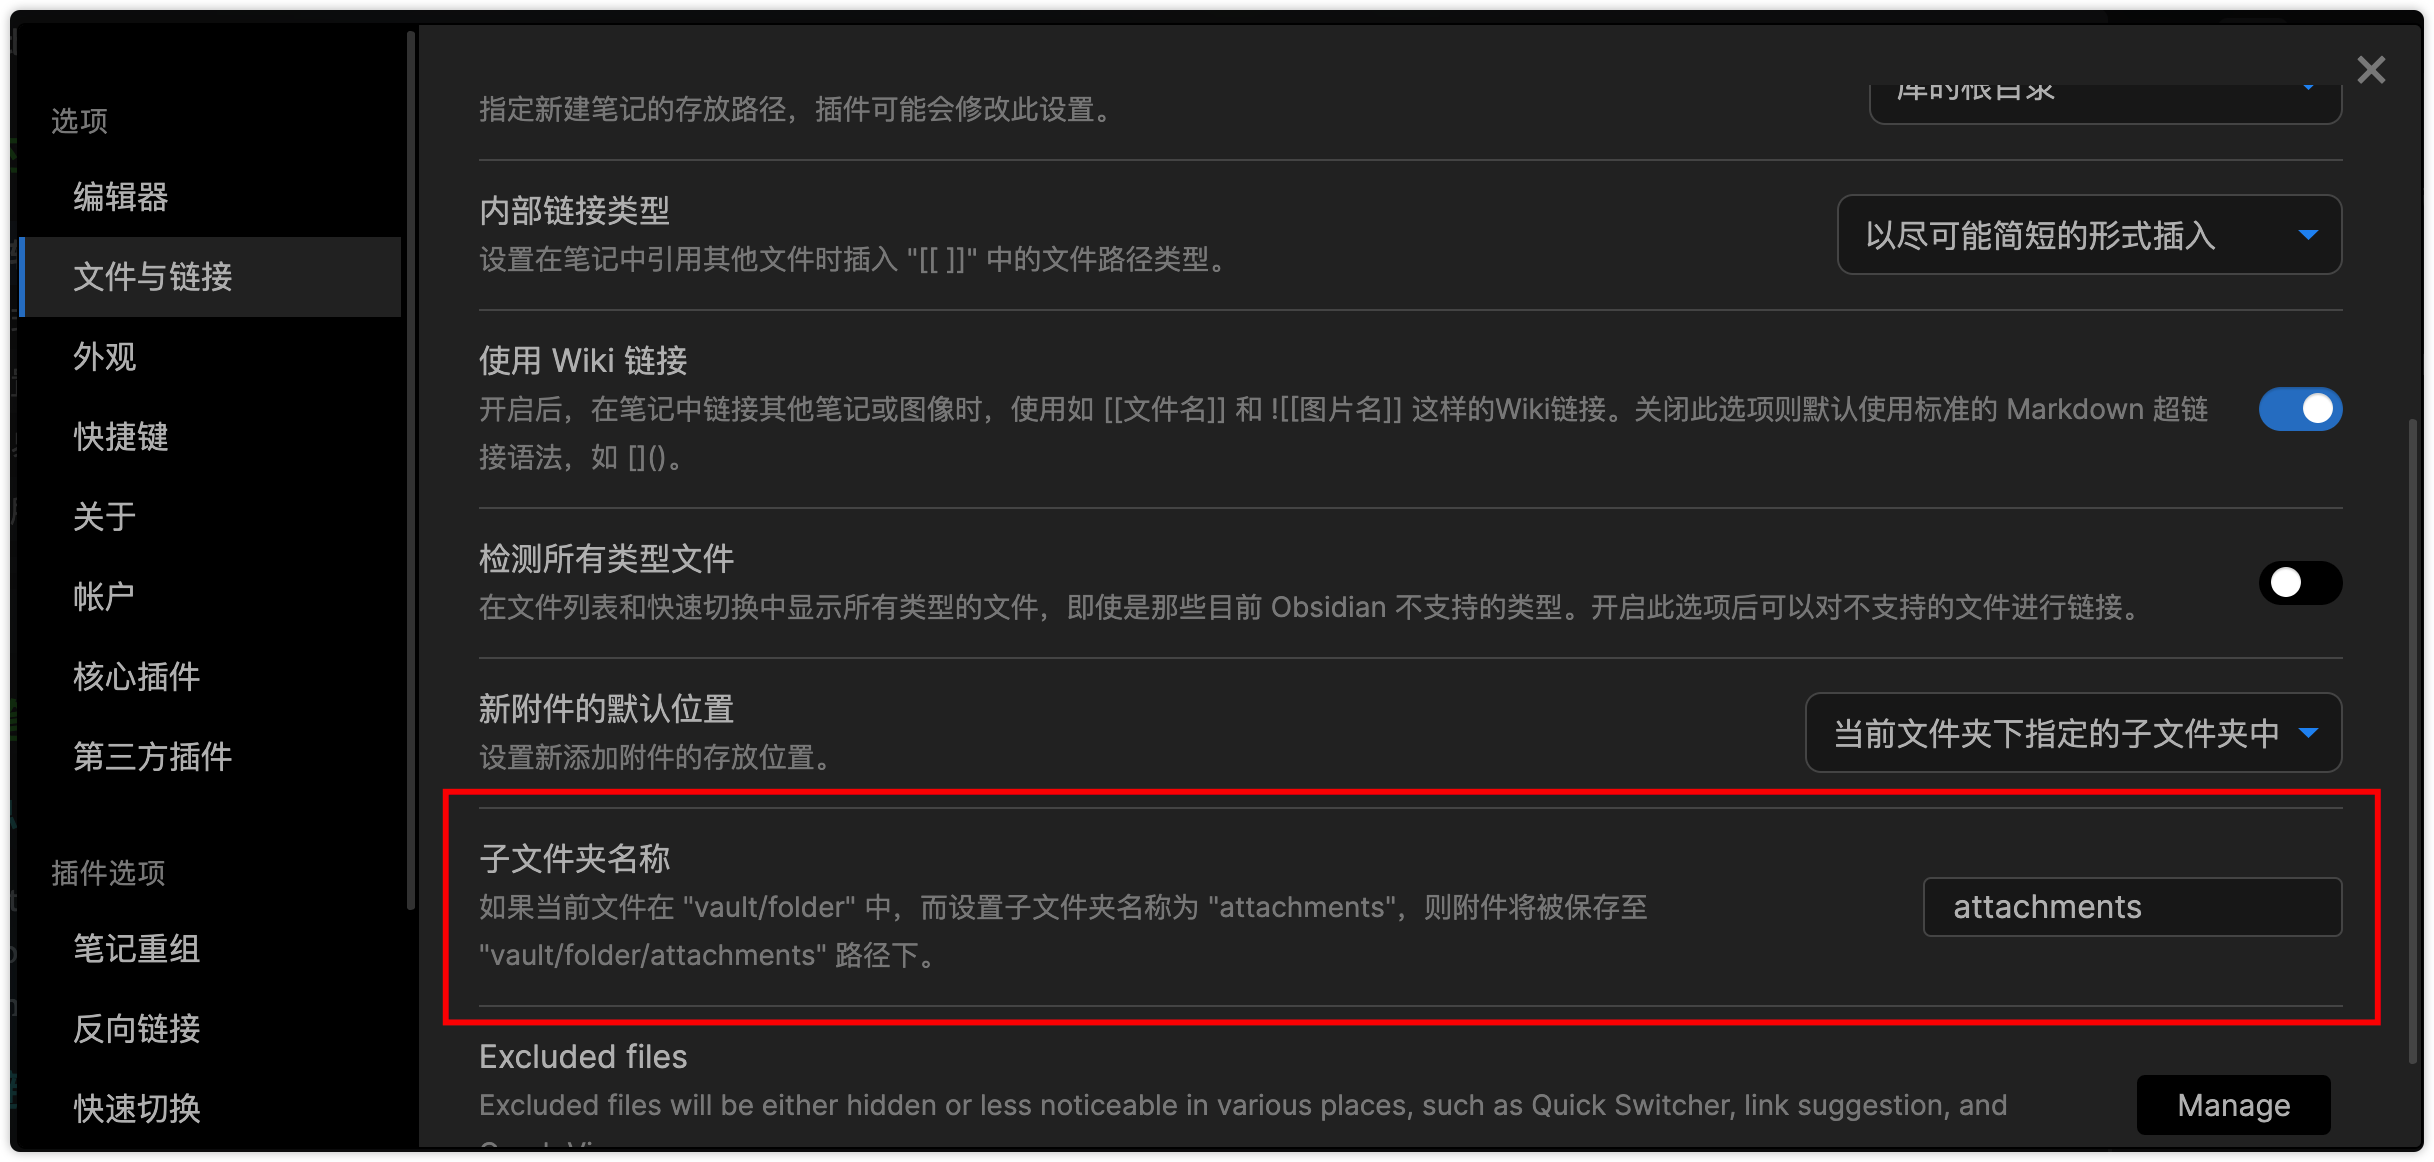 选项
编辑器
文件与链接
外观
快捷键
关于
帐户
核心插件
第三方插件
插件选项
笔记重组
反向链接
快速切换
库的根目录
指定新建笔记的存放路径，插件可能会修改此设置。
内部链接类型
设置在笔记中引用其他文件时插入 "[[ ]]" 中的文件路径类型。
以尽可能简短的形式插入
使用 Wiki 链接
开启后，在笔记中链接其他笔记或图像时，使用如 [[文件名]] 和 ![[图片名]] 这样的Wiki链接。关闭此选项则默认使用标准的 Markdown 超链
接语法，如 []()。
检测所有类型文件
在文件列表和快速切换中显示所有类型的文件，即使是那些目前 Obsidian 不支持的类型。开启此选项后可以对不支持的文件进行链接。
新附件的默认位置
设置新添加附件的存放位置。
当前文件夹下指定的子文件夹中
子文件夹名称
如果当前文件在 "vault/folder" 中，而设置子文件夹名称为 "attachments"，则附件将被保存至
"vault/folder/attachments" 路径下。
attachments
Excluded files
Excluded files will be either hidden or less noticeable in various places, such as Quick Switcher, link suggestion, and
Manage